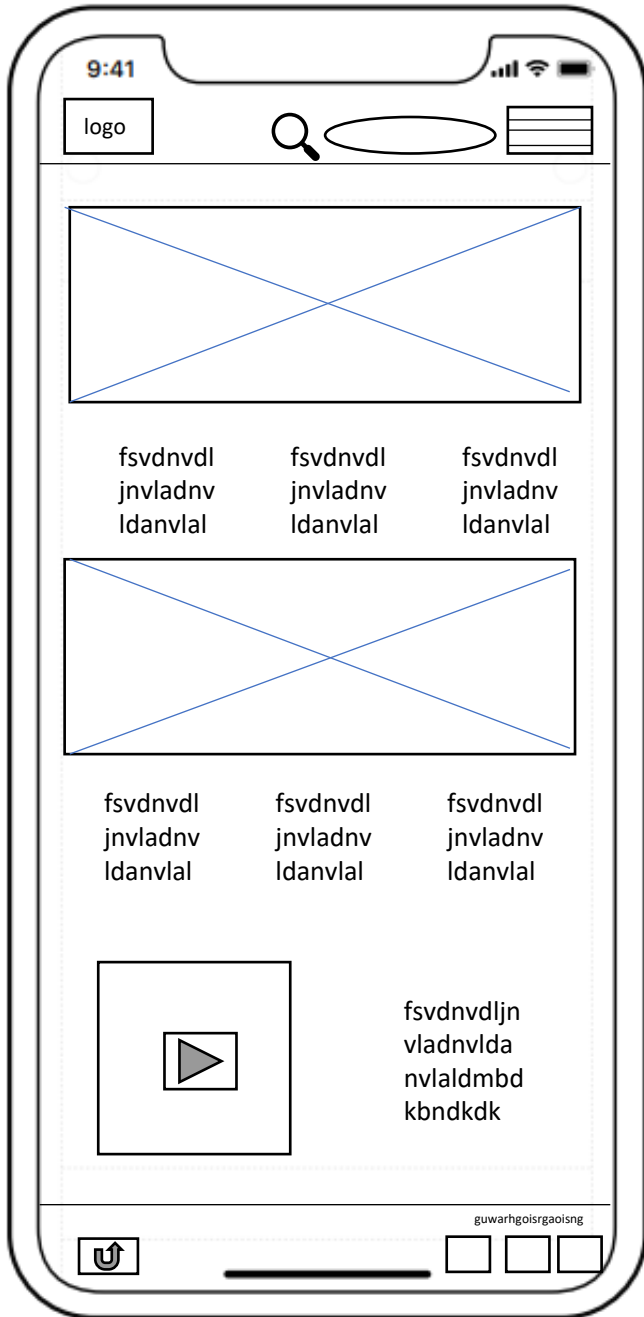 9:41
logo
fsvdnvdl
jnvladnv
ldanvlal
fsvdnvdl
jnvladnv
ldanvlal
fsvdnvdl
jnvladnv
ldanvlal
fsvdnvdl
jnvladnv
ldanvlal
fsvdnvdl
jnvladnv
ldanvlal
fsvdnvdl
jnvladnv
ldanvlal
fsvdnvdljn
vladnvlda
nvlaldmbd
kbndkdk
guwarhgoisrgaoisng